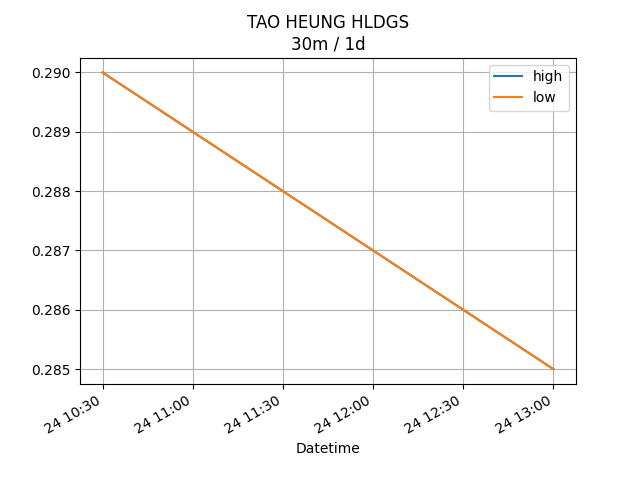 TAO HEUNG HLDGS
30m / 1d
high
low
0.290
0.289
0.288
0.287
0.286
0.285
24 10:30
24 11:00
24 11:30
24 12:00
24 12:30
24 13:00
Datetime